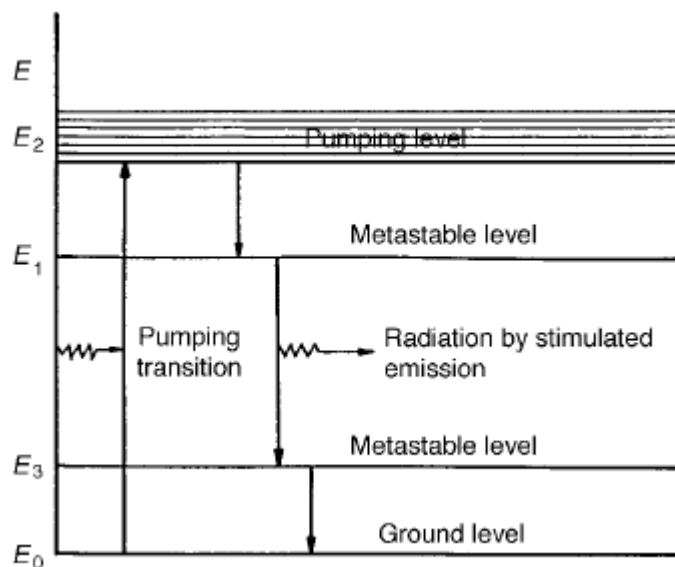 E
E₂ Pumping level
Metastable level
E₁
Pumping transition
Radiation by stimulated emission
Metastable level
E₃
Ground level
E₀